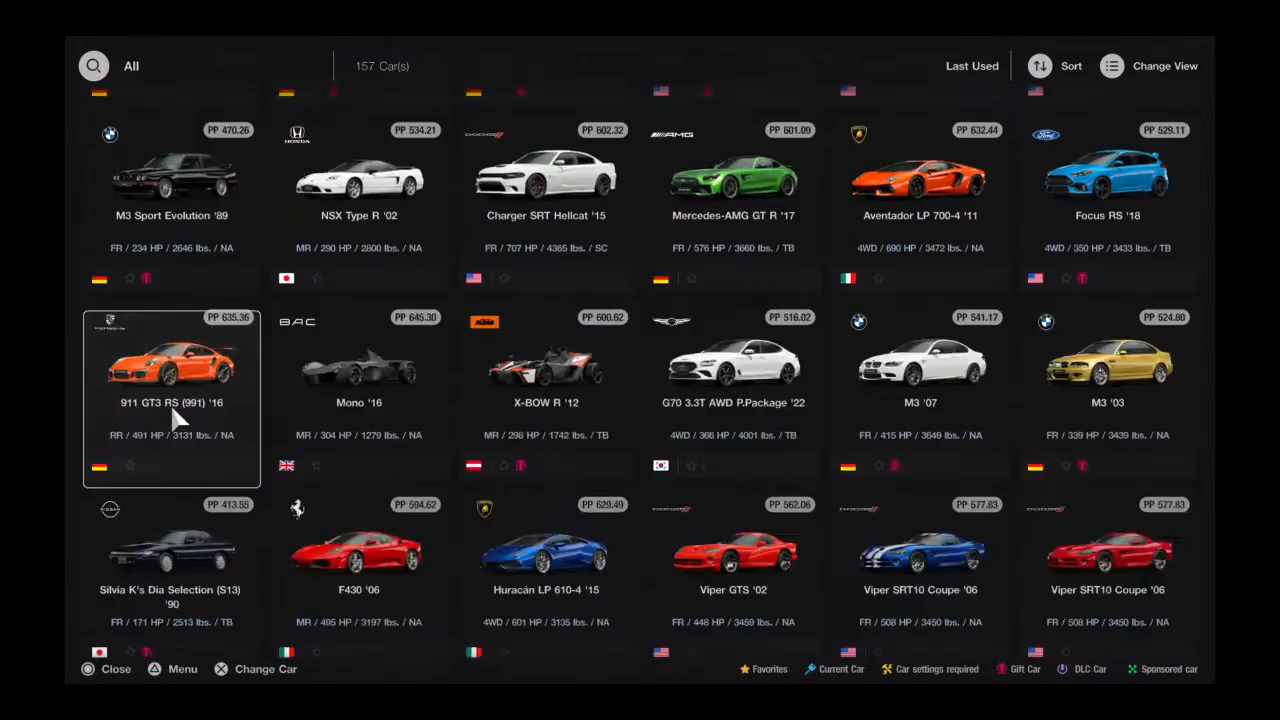 All
157 Car(s)
Last Used
Sort
Change View
PP 470.26
HONDA
PP 534.21
DODGE
PP 602.32
AMG
PP 601.09
PP 632.44
Ford
PP 529.11
M3 Sport Evolution '89
NSX Type R '02
Charger SRT Hellcat '15
Mercedes-AMG GT R '17
Aventador LP 700-4 '11
Focus RS '18
FR / 234 HP / 2646 lbs. / NA
MR / 290 HP / 2800 lbs. / NA
FR / 707 HP / 4365 lbs. / SC
FR / 576 HP / 3660 lbs. / TB
4WD / 690 HP / 3472 lbs. / NA
4WD / 350 HP / 3433 lbs. / TB
PORSCHE
PP 635.36
BAC
PP 645.30
KTM
PP 600.62
PP 516.02
PP 541.17
PP 524.80
911 GT3 RS (991) '16
Mono '16
X-BOW R '12
G70 3.3T AWD P.Package '22
M3 '07
M3 '03
RR / 491 HP / 3131 lbs. / NA
MR / 304 HP / 1279 lbs. / NA
MR / 298 HP / 1742 lbs. / TB
4WD / 366 HP / 4001 lbs. / TB
FR / 415 HP / 3649 lbs. / NA
FR / 339 HP / 3439 lbs. / NA
PP 413.55
PP 594.62
PP 629.49
DODGE
PP 562.06
DODGE
PP 577.83
DODGE
PP 577.83
Silvia K's Dia Selection (S13)
'90
F430 '06
Huracán LP 610-4 '15
Viper GTS '02
Viper SRT10 Coupe '06
Viper SRT10 Coupe '06
FR / 171 HP / 2513 lbs. / TB
MR / 495 HP / 3197 lbs. / NA
4WD / 601 HP / 3135 lbs. / NA
FR / 448 HP / 3459 lbs. / NA
FR / 508 HP / 3450 lbs. / NA
FR / 508 HP / 3450 lbs. / NA
Close
Menu
Change Car
Favorites
Current Car
Car settings required
Gift Car
DLC Car
Sponsored car